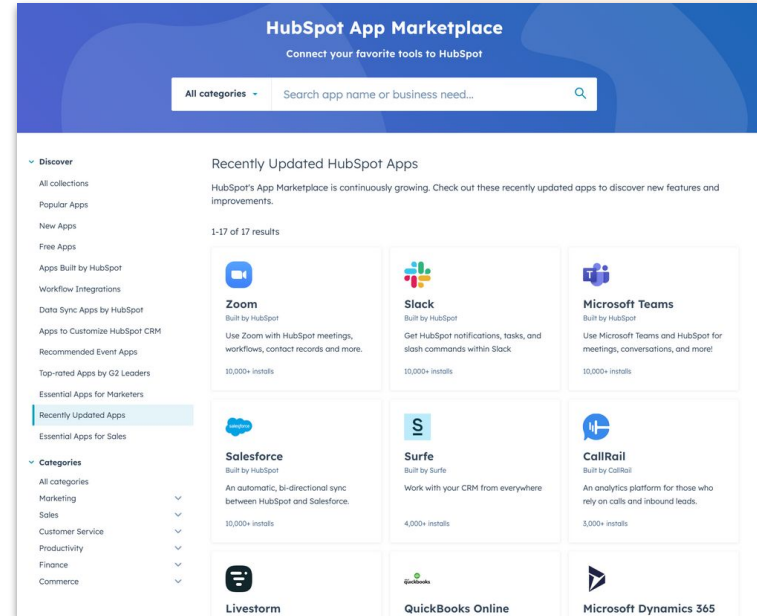 HubSpot App Marketplace
Connect your favorite tools to HubSpot
All categories
Search app name or business need...
Discover
All collections
Popular Apps
New Apps
Free Apps
Apps Built by HubSpot
Workflow Integrations
Data Sync Apps by HubSpot
Apps to Customize HubSpot CRM
Recommended Event Apps
Top-rated Apps by G2 Leaders
Essential Apps for Marketers
Recently Updated Apps
Essential Apps for Sales
Categories
All categories
Marketing
Sales
Customer Service
Productivity
Finance
Commerce
Recently Updated HubSpot Apps
HubSpot's App Marketplace is continuously growing. Check out these recently updated apps to discover new features and
improvements.
1-17 of 17 results
Zoom
Built by HubSpot
Use Zoom with HubSpot meetings,
workflows, contact records and more.
10,000+ installs
Slack
Built by HubSpot
Get HubSpot notifications, tasks, and
slash commands within Slack
10,000+ installs
Microsoft Teams
Built by HubSpot
Use Microsoft Teams and HubSpot for
meetings, conversations, and more!
10,000+ installs
salesforce
Salesforce
Built by HubSpot
An automatic, bi-directional sync
between HubSpot and Salesforce.
10,000+ installs
S
Surfe
Built by Surfe
Work with your CRM from everywhere
4,000+ installs
CallRail
Built by CallRail
An analytics platform for those who
rely on calls and inbound leads.
3,000+ installs
Livestorm
quickbooks
QuickBooks Online
Microsoft Dynamics 365